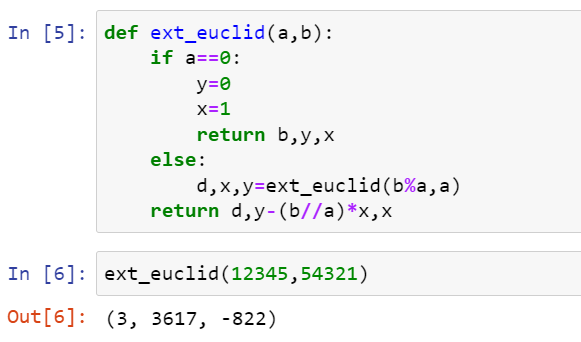 In [5]: def ext_euclid(a,b):
    if a==0:
        y=0
        x=1
        return b,y,x
    else:
        d,x,y=ext_euclid(b%a,a)
    return d,y-(b//a)*x,x
In [6]: ext_euclid(12345,54321)
Out[6]: (3, 3617, -822)